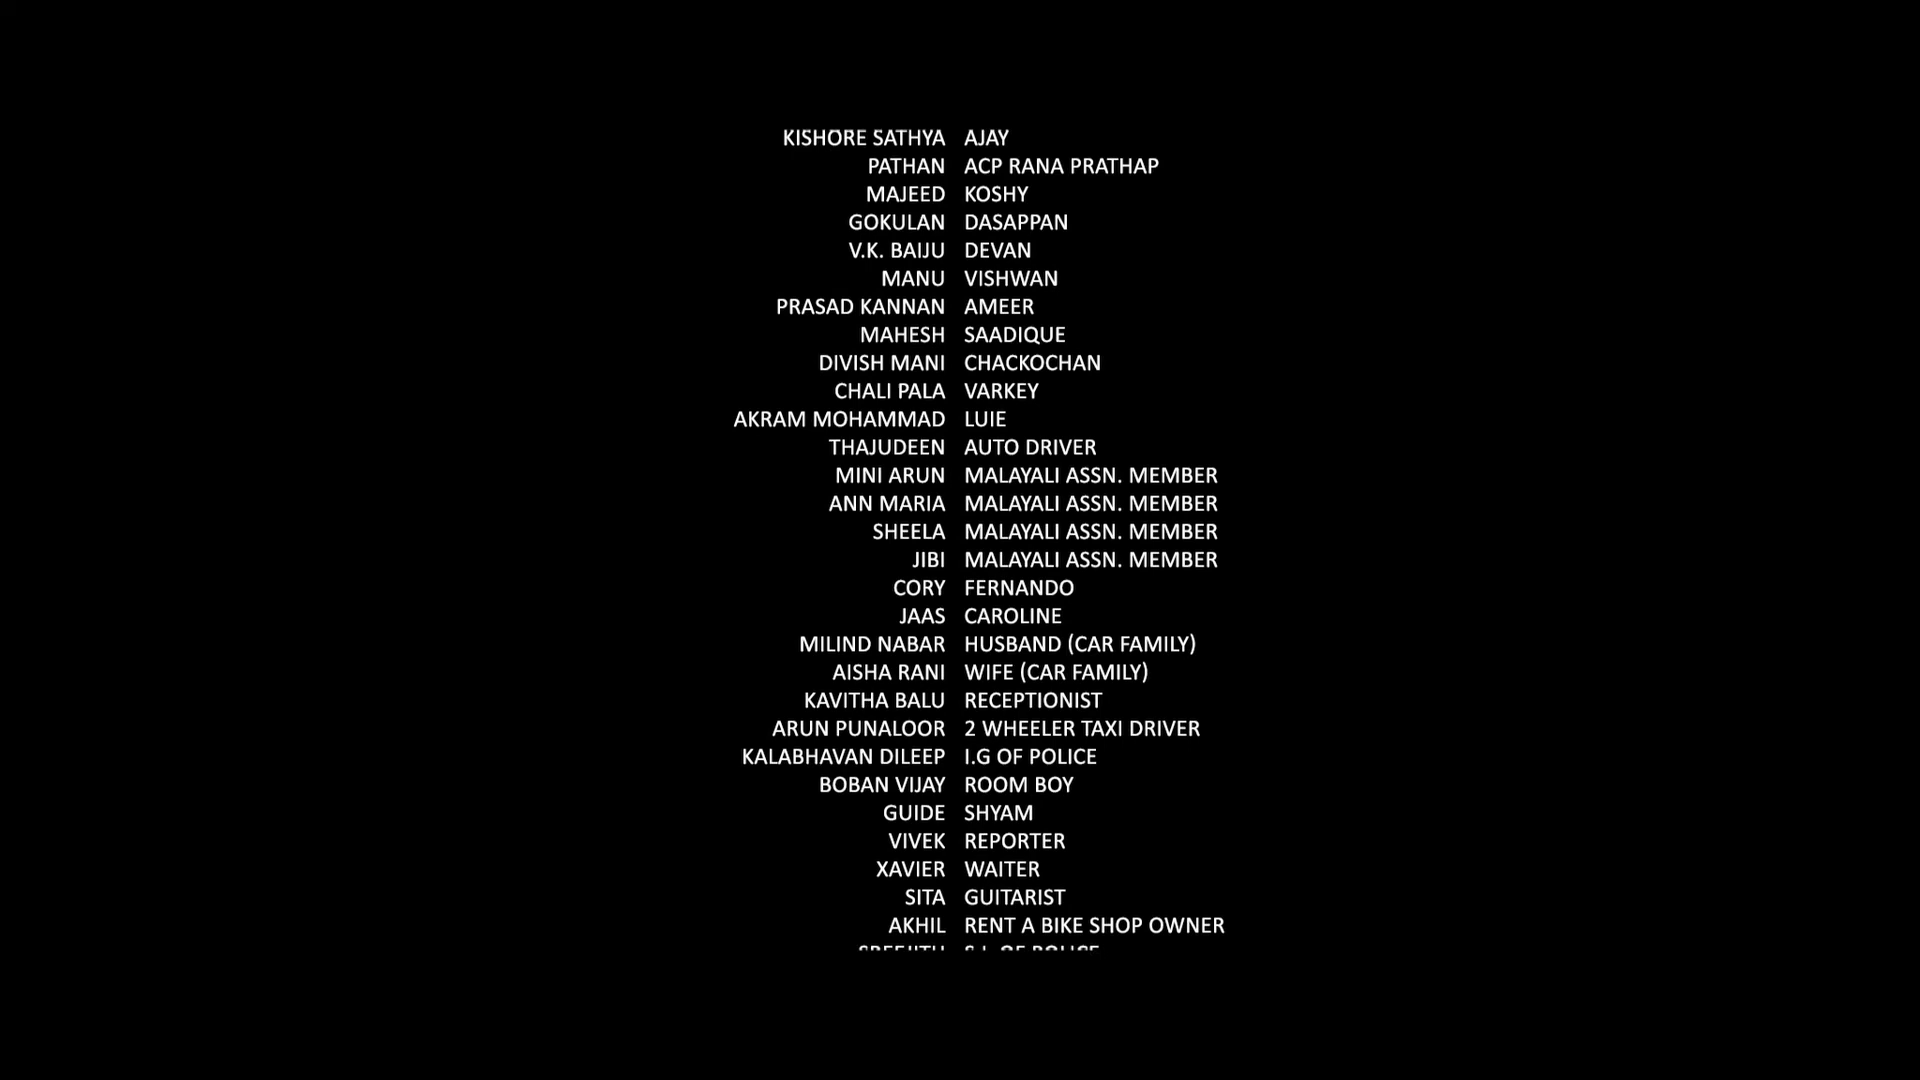 KISHORE SATHYA AJAY
PATHAN ACP RANA PRATHAP
MAJEED KOSHY
GOKULAN DASAPPAN
V.K. BAIJU DEVAN
MANU VISHWAN
PRASAD KANNAN AMEER
MAHESH SAADIQUE
DIVISH MANI CHACKOCHAN
CHALI PALA VARKEY
AKRAM MOHAMMAD LUIE
THAJUDEEN AUTO DRIVER
MINI ARUN MALAYALI ASSN. MEMBER
ANN MARIA MALAYALI ASSN. MEMBER
SHEELA MALAYALI ASSN. MEMBER
JIBI MALAYALI ASSN. MEMBER
CORY FERNANDO
JAAS CAROLINE
MILIND NABAR HUSBAND (CAR FAMILY)
AISHA RANI WIFE (CAR FAMILY)
KAVITHA BALU RECEPTIONIST
ARUN PUNALOOR 2 WHEELER TAXI DRIVER
KALABHAVAN DILEEP I.G OF POLICE
BOBAN VIJAY ROOM BOY
GUIDE SHYAM
VIVEK REPORTER
XAVIER WAITER
SITA GUITARIST
AKHIL RENT A BIKE SHOP OWNER